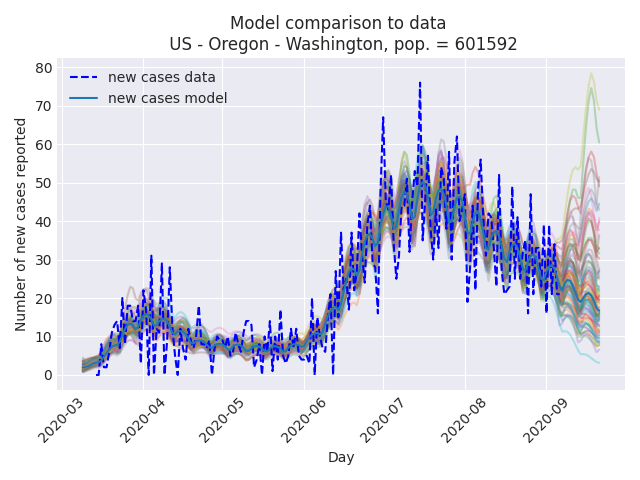 Model comparison to data
US - Oregon - Washington, pop. = 601592
new cases data
new cases model
Number of new cases reported
80
70
60
50
40
30
20
10
0
2020-03
2020-04
2020-05
2020-06
2020-07
2020-08
2020-09
Day